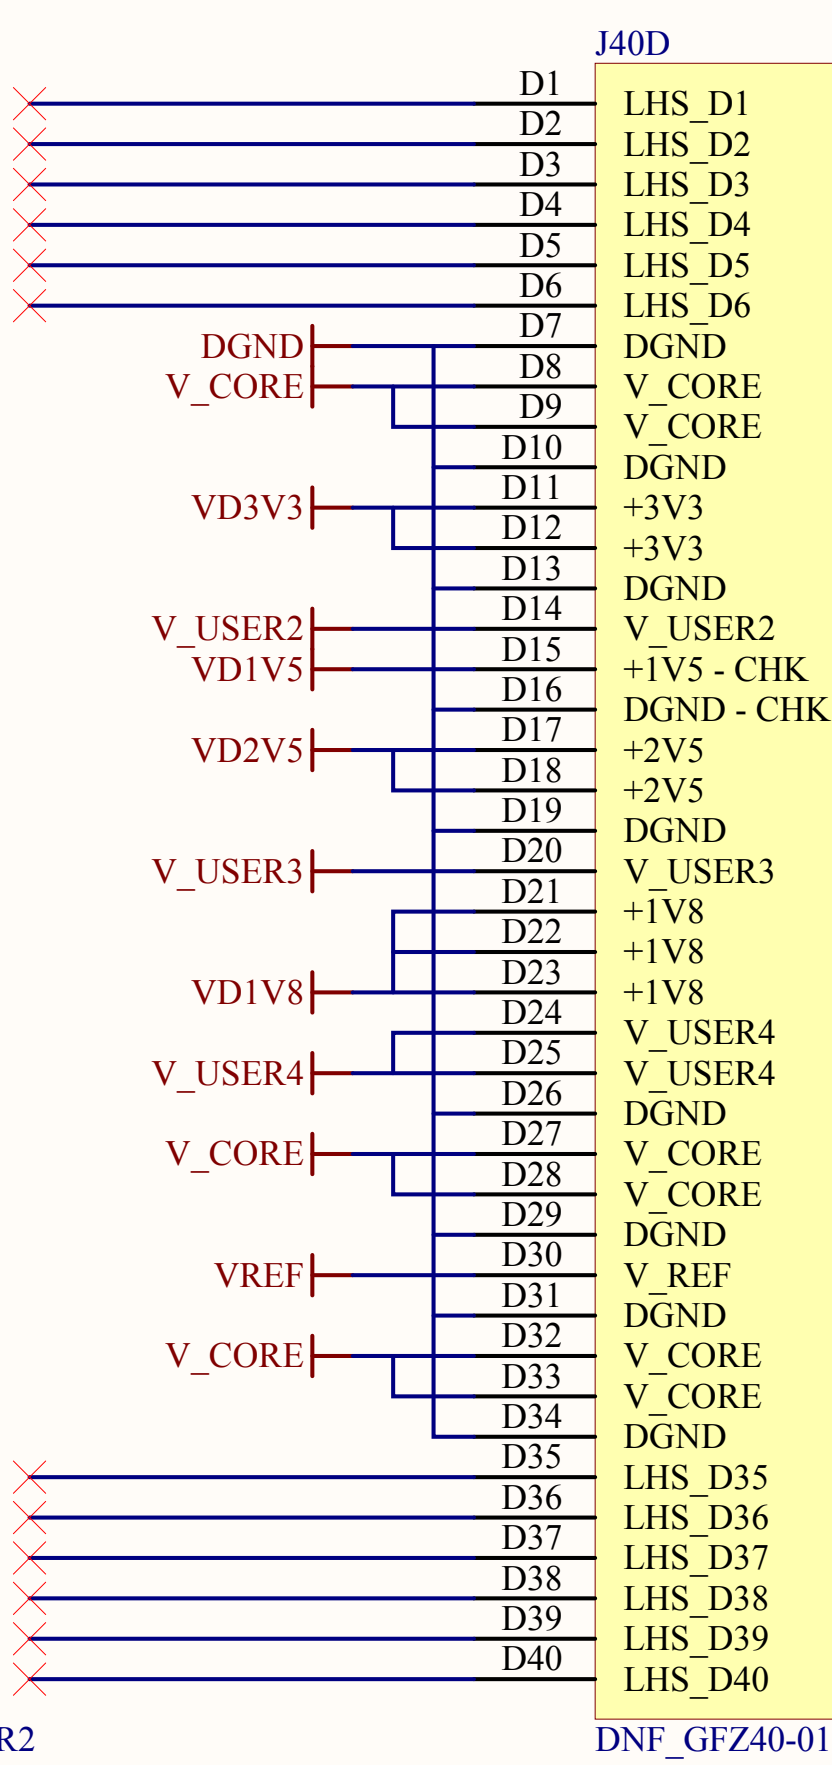 J40D
D1 LHS_D1
D2 LHS_D2
D3 LHS_D3
D4 LHS_D4
D5 LHS_D5
D6 LHS_D6
DGND D7 DGND
V_CORE D8 V_CORE
D9 V_CORE
D10 DGND
VD3V3 D11 +3V3
D12 +3V3
D13 DGND
V_USER2 D14 V_USER2
VD1V5 D15 +1V5 - CHK
D16 DGND - CHK
VD2V5 D17 +2V5
D18 +2V5
D19 DGND
V_USER3 D20 V_USER3
D21 +1V8
D22 +1V8
VD1V8 D23 +1V8
D24 V_USER4
V_USER4 D25 V_USER4
D26 DGND
V_CORE D27 V_CORE
D28 V_CORE
D29 DGND
VREF D30 V_REF
D31 DGND
V_CORE D32 V_CORE
D33 V_CORE
D34 DGND
D35 LHS_D35
D36 LHS_D36
D37 LHS_D37
D38 LHS_D38
D39 LHS_D39
D40 LHS_D40
R2 DNF_GFZ40-01